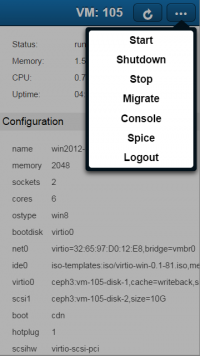 VM: 105
Start
Shutdown
Stop
Migrate
Console
Spice
Logout
Status:
Memory: 1.5
CPU: 0.7
Uptime: 04
Configuration
name win2012-
memory 2048
sockets 2
cores 6
ostype win8
bootdisk virtio0
net0 virtio=32:65:97:D0:12:E8,bridge=vmbr0
ide0 iso-templates:iso/virtio-win-0.1-81.iso,me
virtio0 ceph3:vm-105-disk-1,cache=writeback,s
scsi1 ceph3:vm-105-disk-2,size=10G
boot cdn
hotplug 1
scsihw virtio-scsi-pci